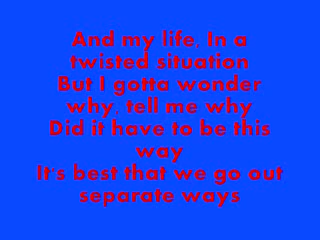 And my life, In a
twisted situation
But I gotta wonder
why, tell me why
Did it have to be this
way
It's best that we go out
separate ways